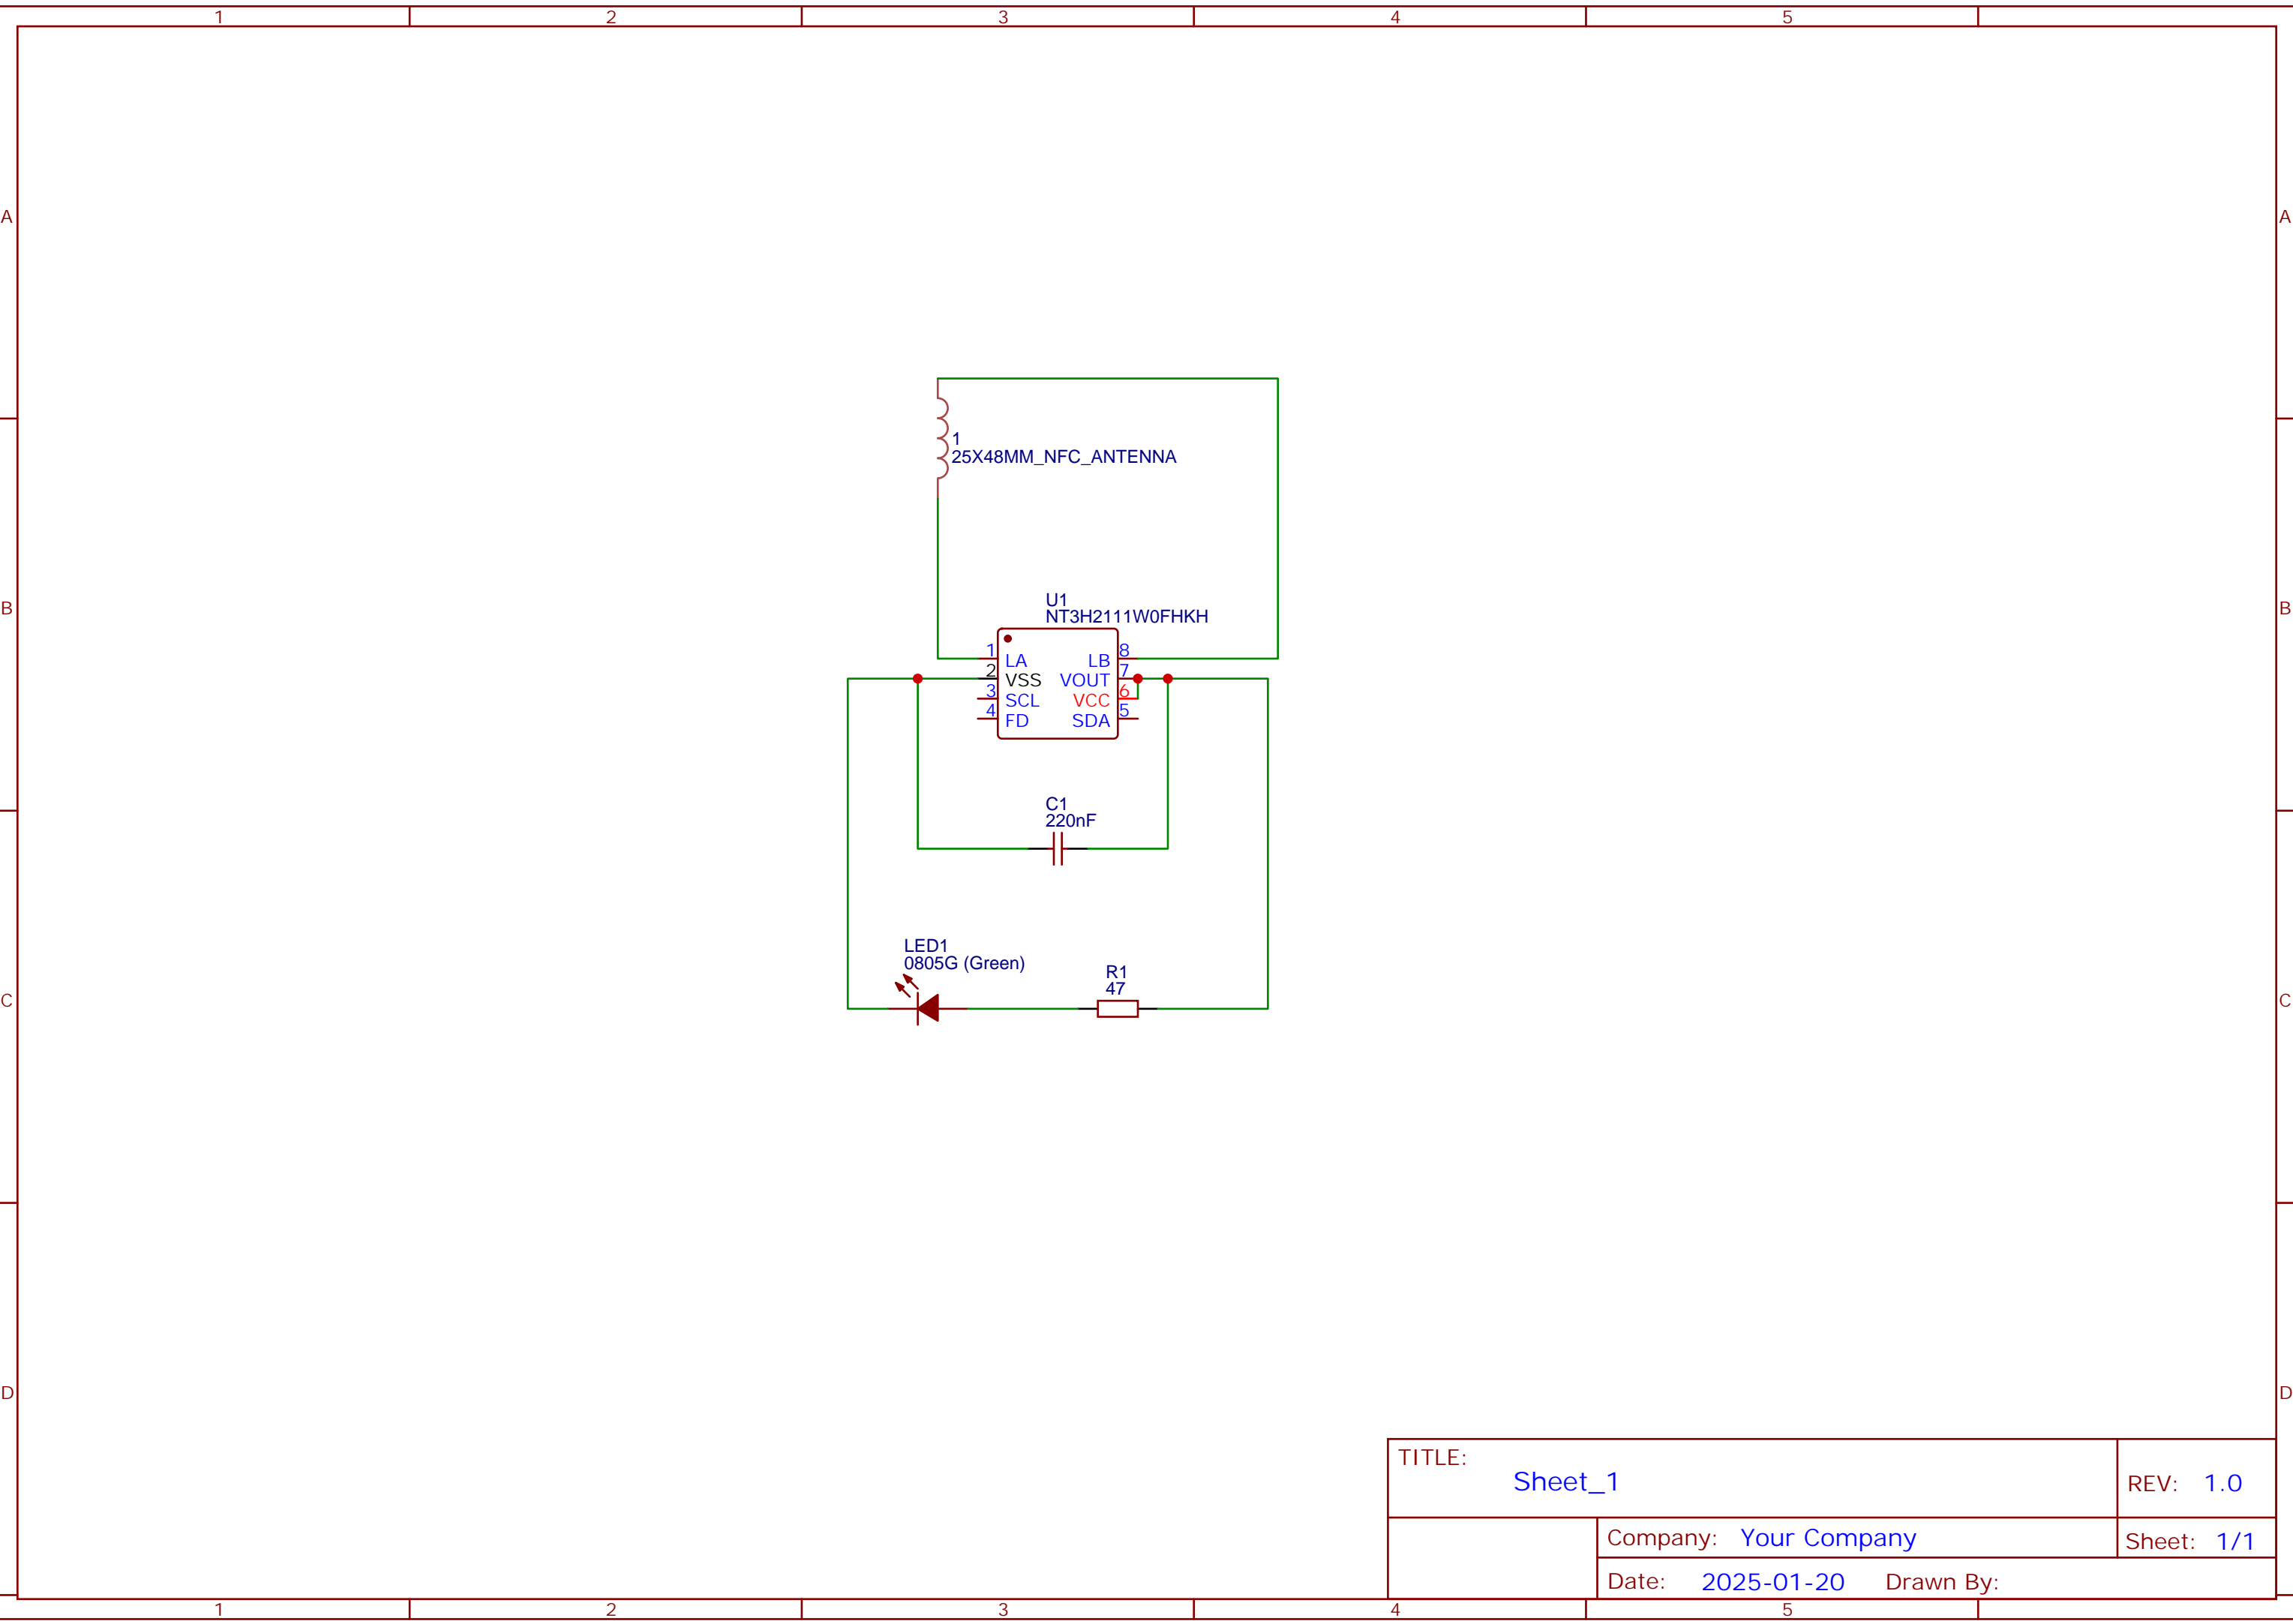 1 2 3 4 5
A A
1
25X48MM_NFC_ANTENNA
B B
U1
NT3H2111W0FHKH
1 LA LB 8
2 VSS VOUT 7
3 SCL VCC 6
4 FD SDA 5
C1
220nF
LED1
0805G (Green)
R1
47
C C
D D
TITLE:
Sheet_1
REV: 1.0
Company: Your Company
Sheet: 1/1
Date: 2025-01-20 Drawn By:
1 2 3 4 5